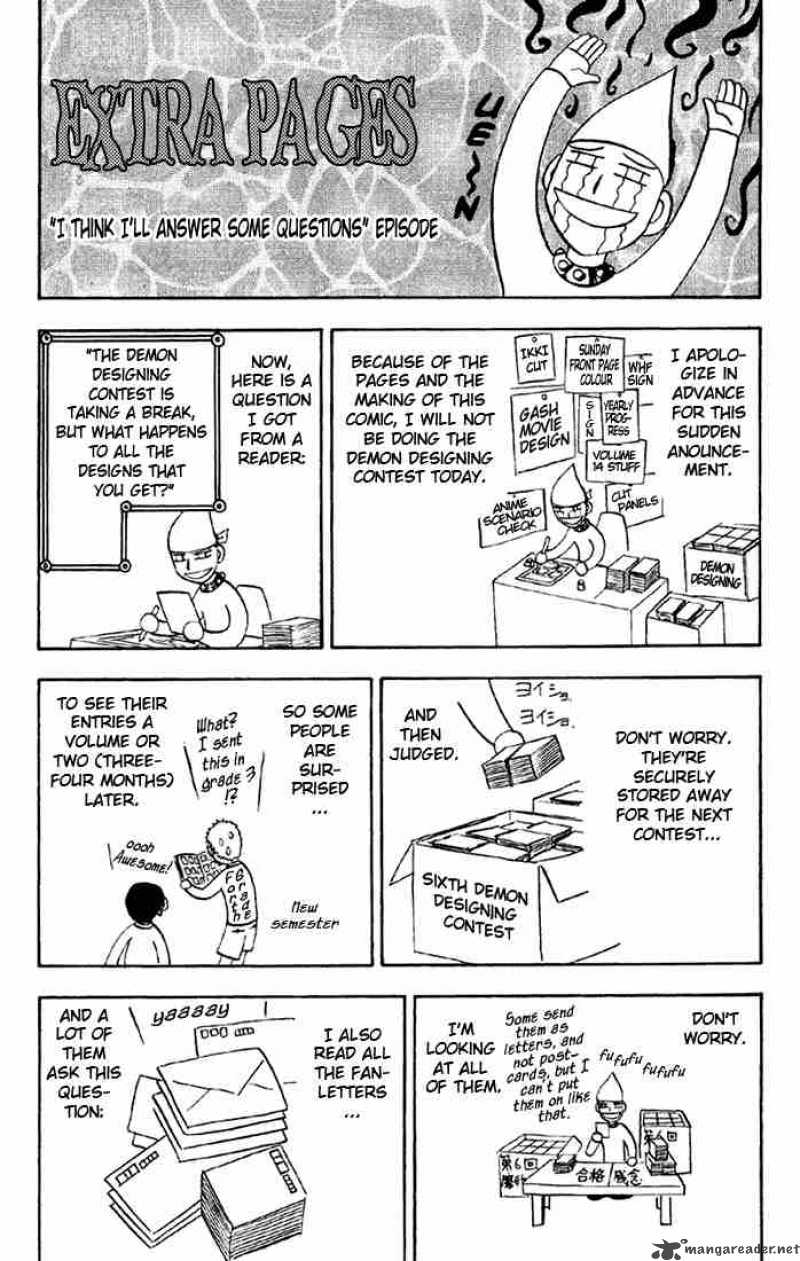 EXTRA PAGES
"I THINK I'LL ANSWER SOME QUESTIONS" EPISODE
UEIN
I APOLO-
GIZE IN
ADVANCE
FOR THIS
SUDDEN
ANOUNCE-
MENT.
IKKI
CUT
SUNDAY
FRONT PAGE
COLOUR
WHF
SIGN
GASH
MOVIE
DESIGN
SIGN
YEARLY
PROG-
RESS
VOLUME
14 STUFF
ANIME
SCENARIO
CHECK
CUT
PANELS
DEMON
DESIGNING
BECAUSE OF THE
PAGES AND THE
MAKING OF THIS
COMIC, I WILL NOT
BE DOING THE
DEMON DESIGNING
CONTEST TODAY.
NOW,
HERE IS A
QUESTION
I GOT
FROM A
READER:
"THE DEMON
DESIGNING
CONTEST IS
TAKING A BREAK,
BUT WHAT HAPPENS
TO ALL THE
DESIGNS THAT
YOU GET?"
DON'T WORRY.
THEY'RE
SECURELY
STORED AWAY
FOR THE NEXT
CONTEST...
ヨイショ
ヨイショ
AND
THEN
JUDGED.
SIXTH DEMON
DESIGNING
CONTEST
SO SOME
PEOPLE
ARE
SUR-
PRISED
...
What?
I sent
this in
grade 3
!?
TO SEE THEIR
ENTRIES A
VOLUME OR
TWO (THREE-
FOUR MONTHS)
LATER.
oooh
Awesome!
Forth
Grade
New
semester
DON'T
WORRY.
Some send
them as
letters, and
not post-
cards, but I
can't put
them on like
that.
fufufu
fufufu
I'M
LOOKING
AT ALL
OF THEM.
第6
第6回
合格
残念
I ALSO
READ ALL
THE FAN-
LETTERS
...
yaaaay
AND A
LOT OF
THEM
ASK THIS
QUES-
TION:
mangareader.net